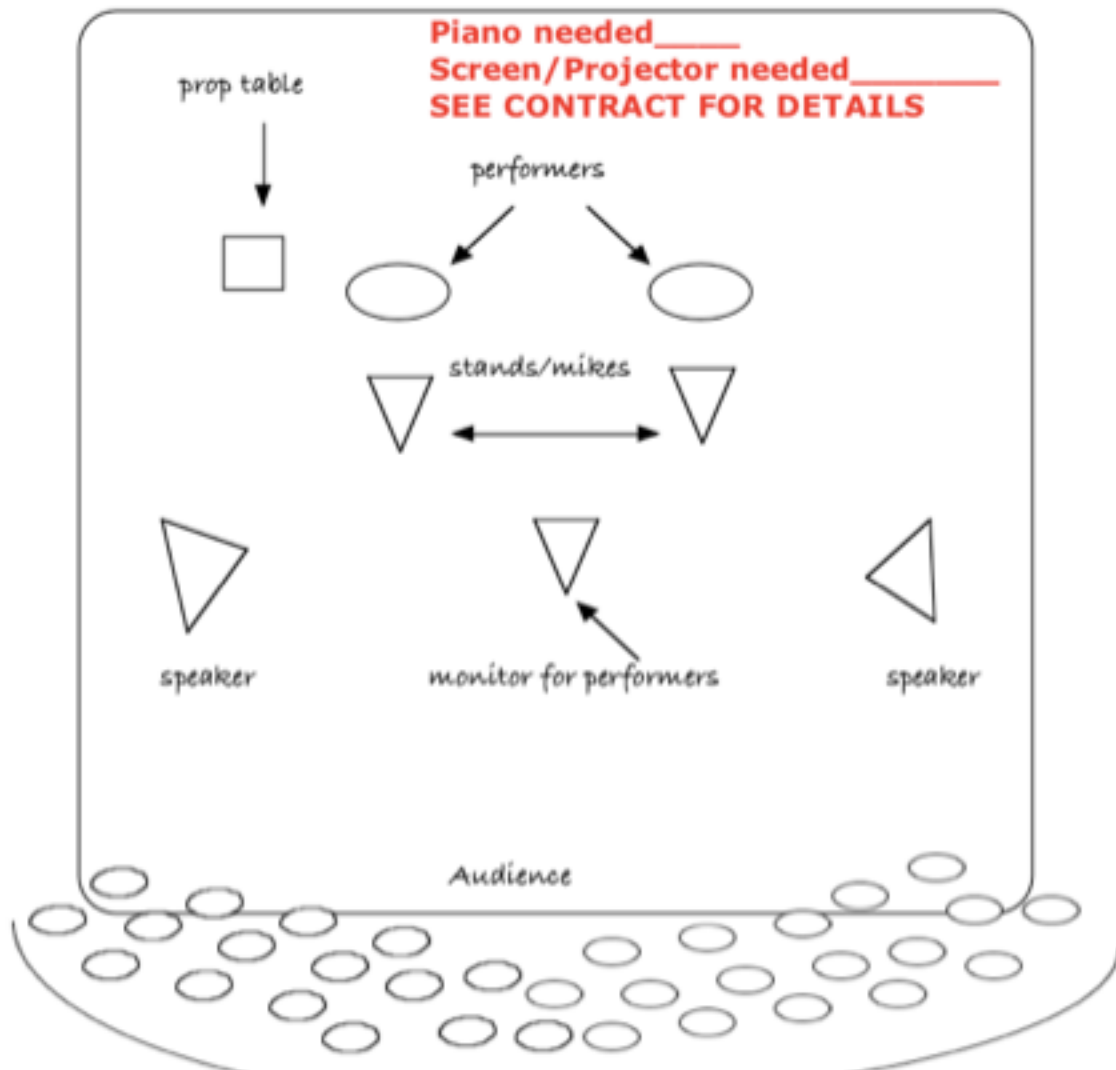 Piano needed____
Screen/Projector needed_______
SEE CONTRACT FOR DETAILS
prop table
performers
stands/mikes
speaker
monitor for performers
speaker
Audience